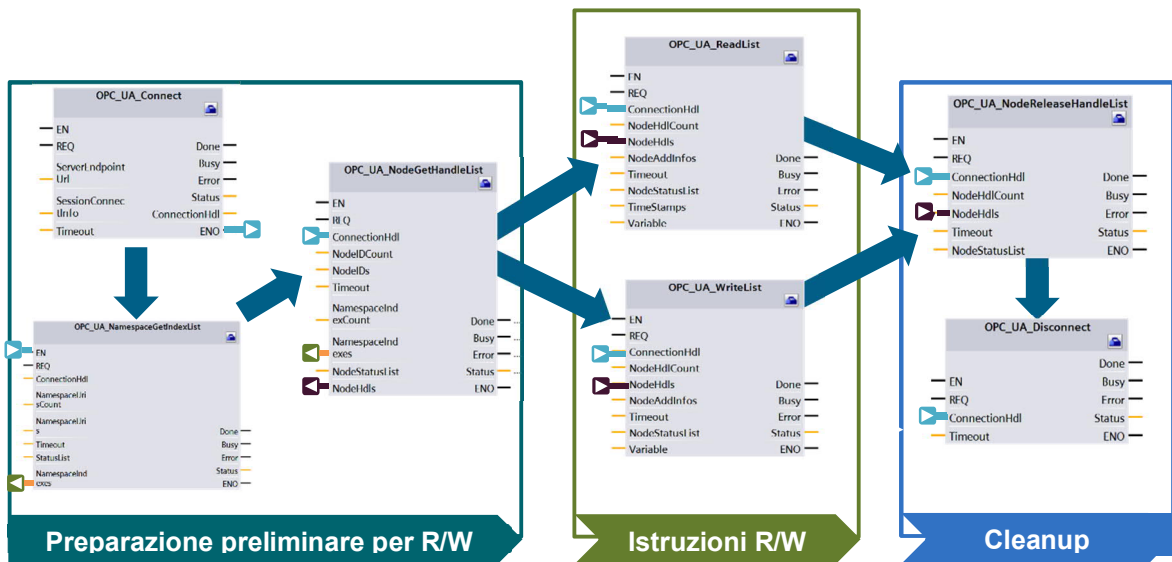 OPC_UA_Connect
EN
REQ
Done
ServerEndpoint
Url
Busy
Error
SessionConnec
tInfo
Status
ConnectionHdl
Timeout
ENO
OPC_UA_NamespaceGetIndexList
EN
REQ
ConnectionHdl
NamespaceUri
sCount
NamespaceUri
s
Done
Timeout
Busy
StatusList
Error
NamespaceInd
exes
Status
ENO
OPC_UA_NodeGetHandleList
EN
REQ
ConnectionHdl
NodeIDCount
NodeIDs
Timeout
NamespaceInd
exCount
Done
...
NamespaceInd
exes
Busy
Error
...
NodeStatusList
Status
...
NodeHdls
ENO
Preparazione preliminare per R/W
OPC_UA_ReadList
EN
REQ
ConnectionHdl
NodeHdlCount
NodeHdls
NodeAddInfos
Done
Timeout
Busy
NodeStatusList
Error
TimeStamps
Status
Variable
ENO
OPC_UA_WriteList
EN
REQ
ConnectionHdl
NodeHdlCount
NodeHdls
Done
NodeAddInfos
Busy
Timeout
Error
NodeStatusList
Status
Variable
ENO
Istruzioni R/W
OPC_UA_NodeReleaseHandleList
EN
REQ
ConnectionHdl
Done
NodeHdlCount
Busy
NodeHdls
Error
Timeout
Status
NodeStatusList
ENO
OPC_UA_Disconnect
Done
EN
Busy
REQ
Error
ConnectionHdl
Status
Timeout
ENO
Cleanup